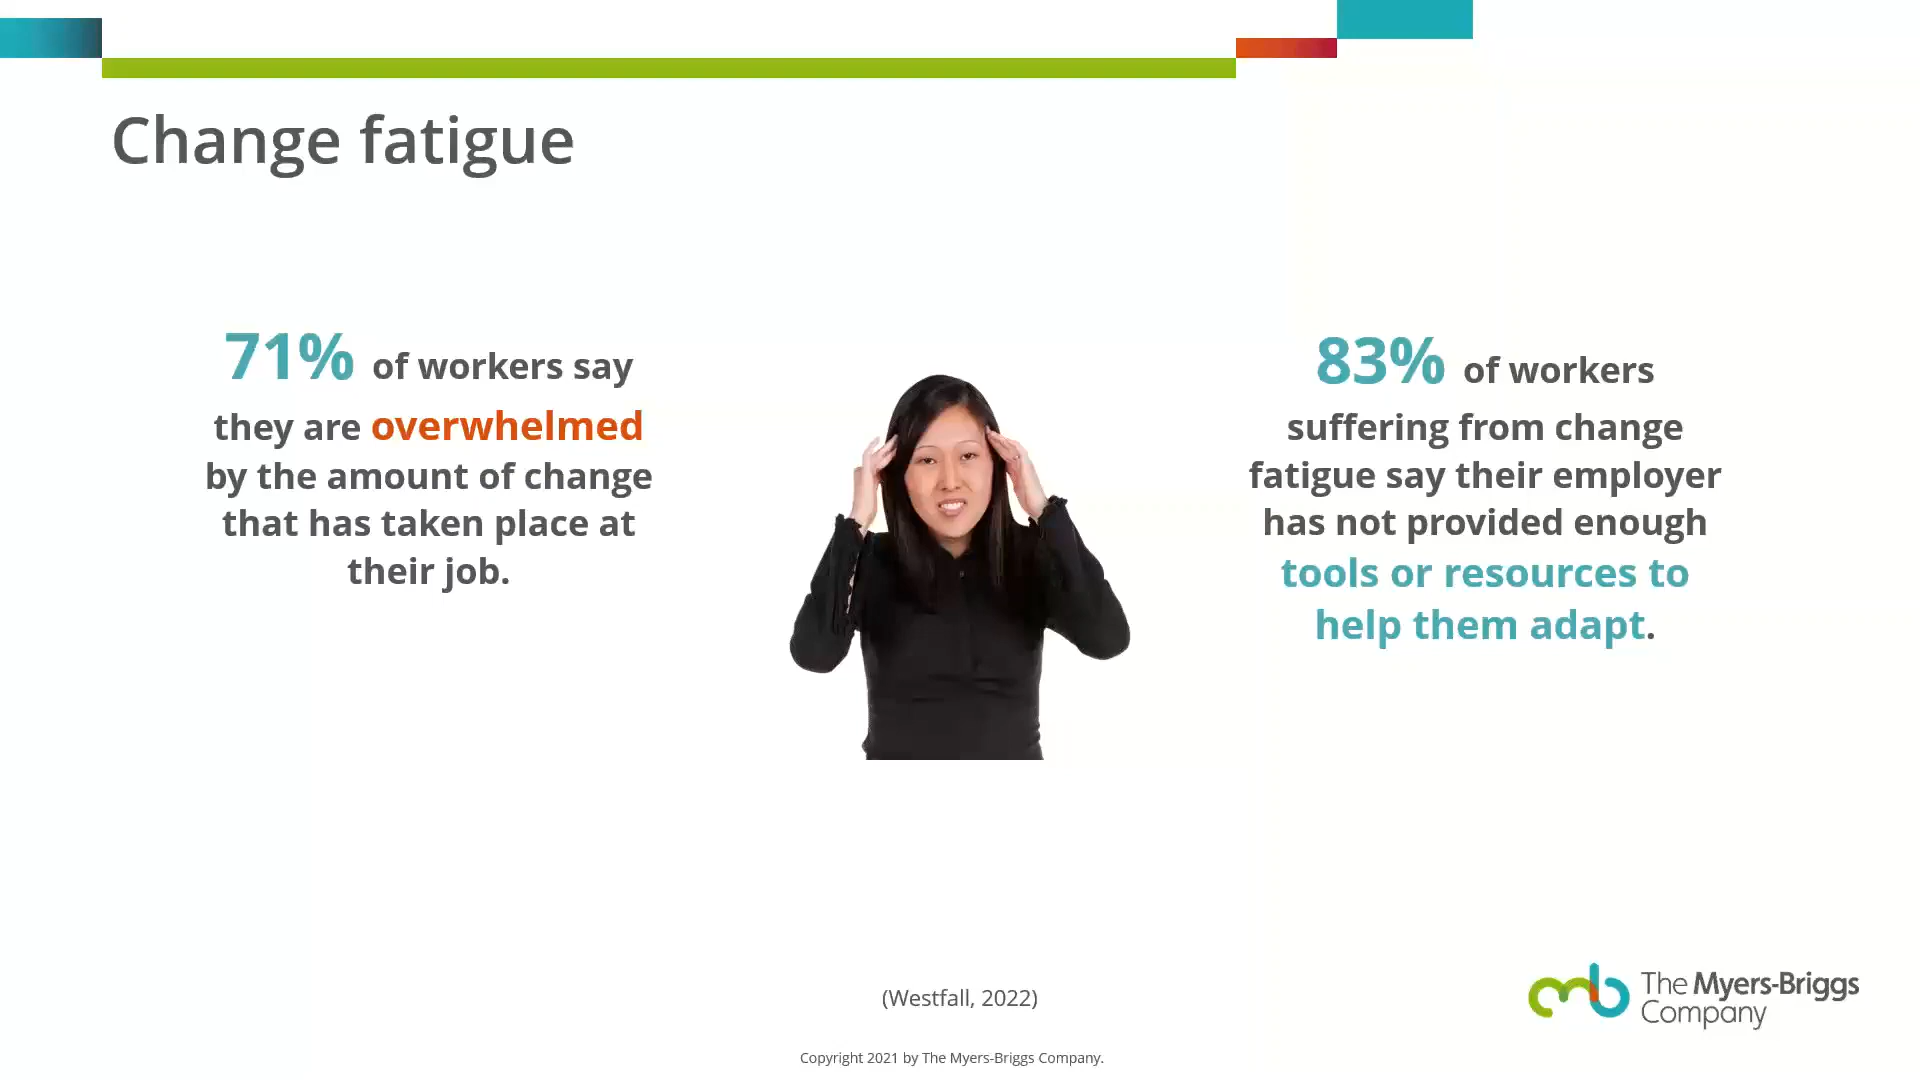 Change fatigue
71% of workers say
they are overwhelmed
by the amount of change
that has taken place at
their job.
83% of workers
suffering from change
fatigue say their employer
has not provided enough
tools or resources to
help them adapt.
(Westfall, 2022)
mb The Myers-Briggs
Company
Copyright 2021 by The Myers-Briggs Company.